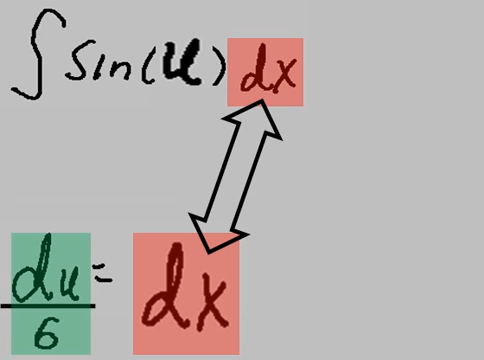 ∫ sin(u) dx
du/6 = dx